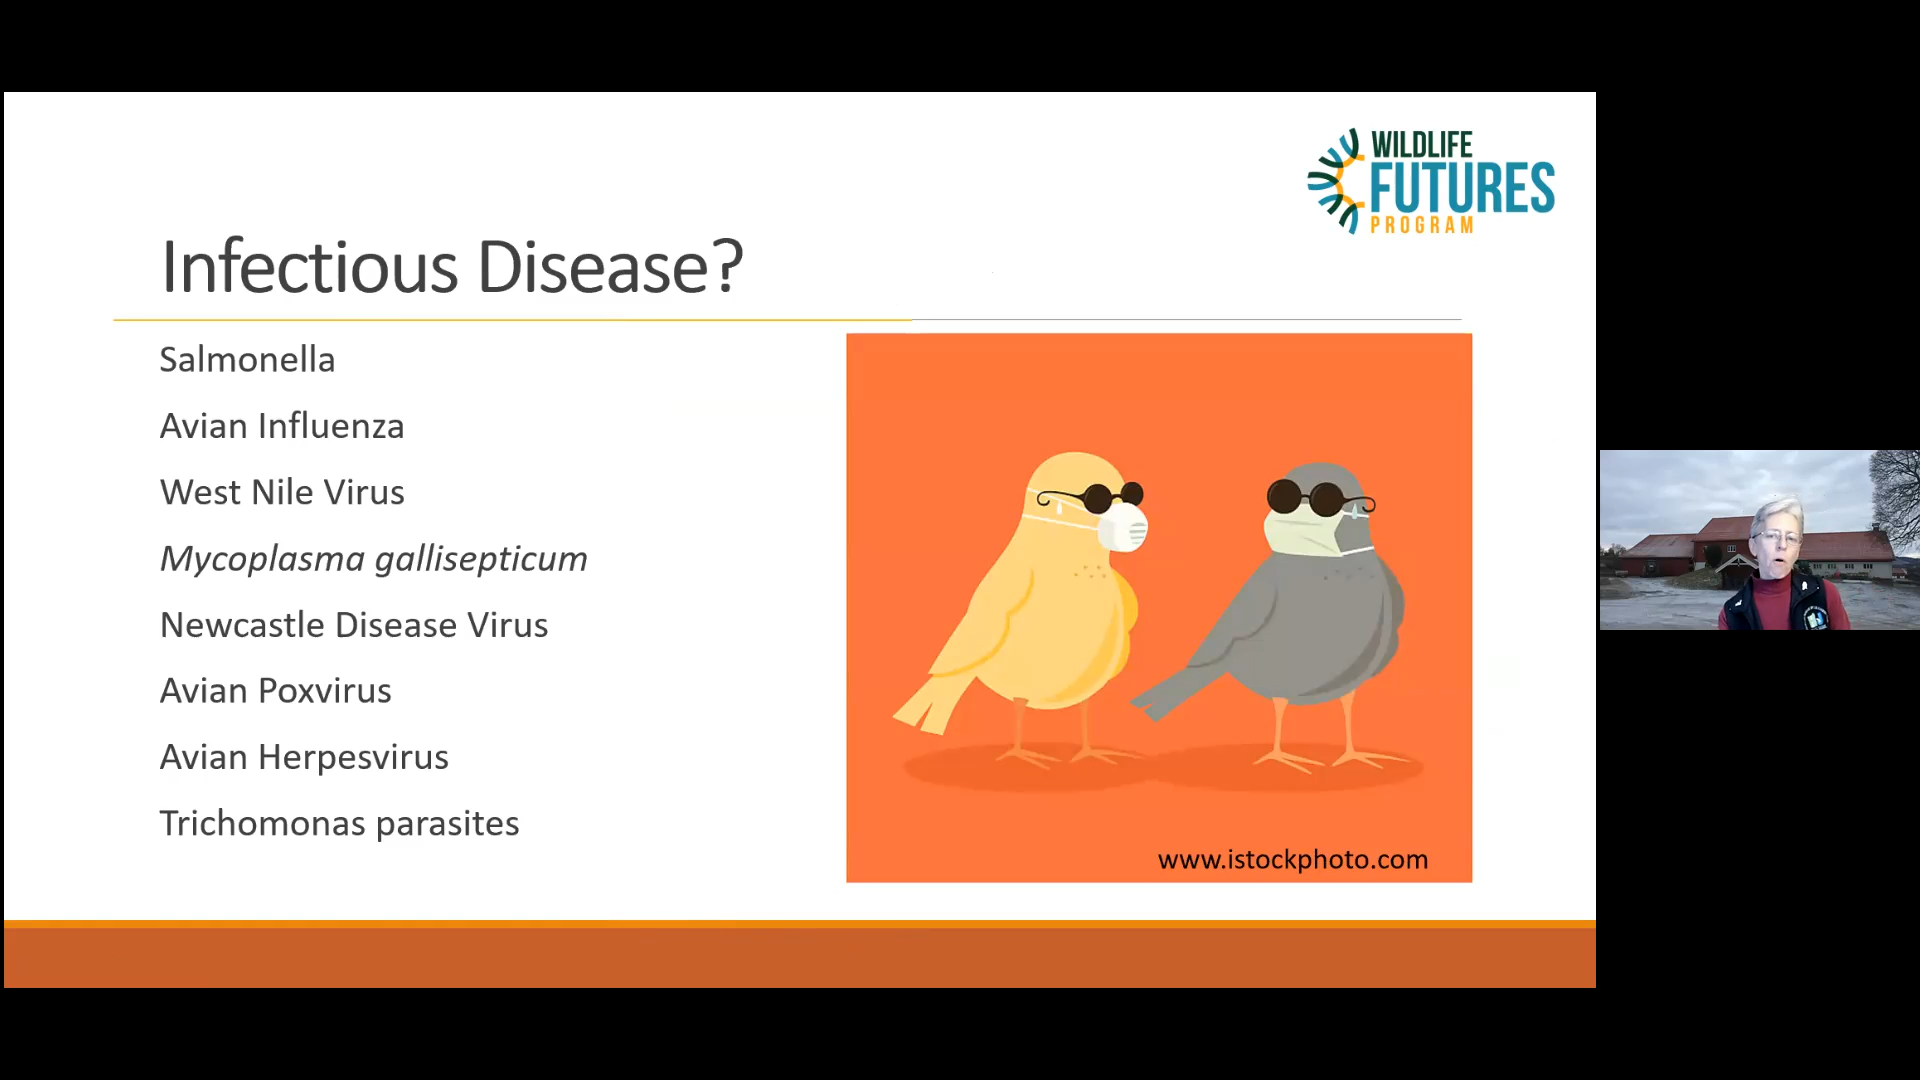 WILDLIFE
FUTURES
PROGRAM
Infectious Disease?
Salmonella
Avian Influenza
West Nile Virus
Mycoplasma gallisepticum
Newcastle Disease Virus
Avian Poxvirus
Avian Herpesvirus
Trichomonas parasites
www.istockphoto.com